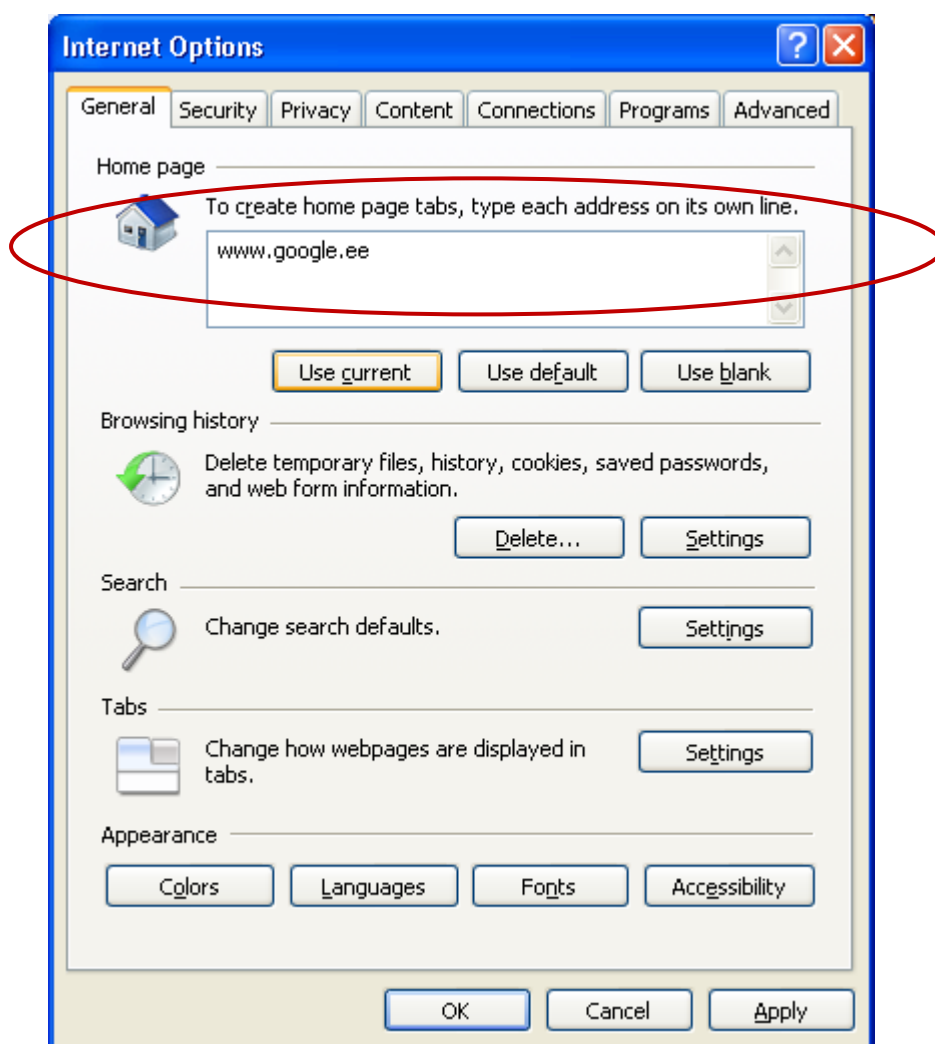 Internet Options
General Security Privacy Content Connections Programs Advanced
Home page
To create home page tabs, type each address on its own line.
www.google.ee
Use current Use default Use blank
Browsing history
Delete temporary files, history, cookies, saved passwords,
and web form information.
Delete... Settings
Search
Change search defaults.
Settings
Tabs
Change how webpages are displayed in
tabs.
Settings
Appearance
Colors Languages Fonts Accessibility
OK Cancel Apply